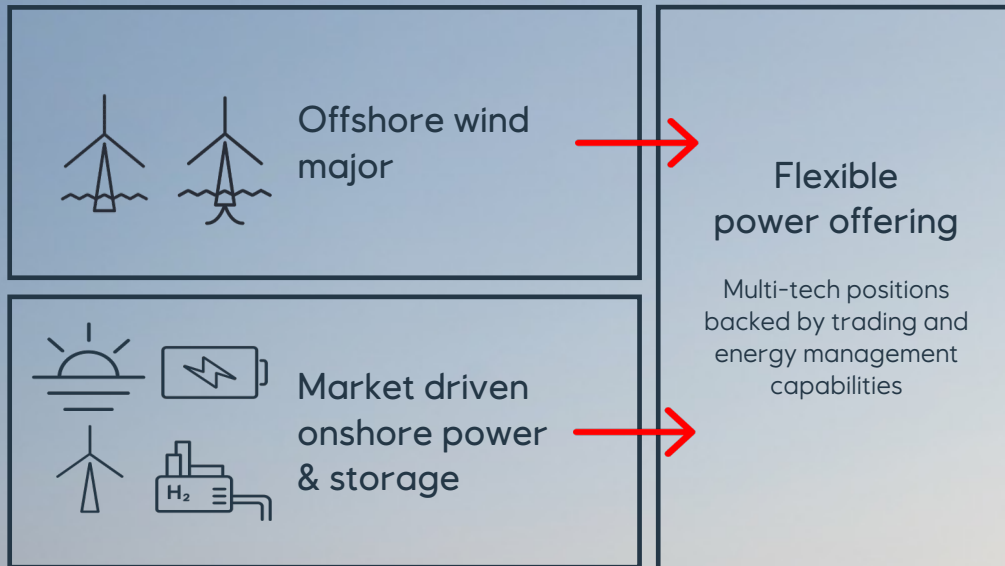 Offshore wind
major
Market driven
onshore power
& storage
H₂
Flexible
power offering
Multi-tech positions
backed by trading and
energy management
capabilities